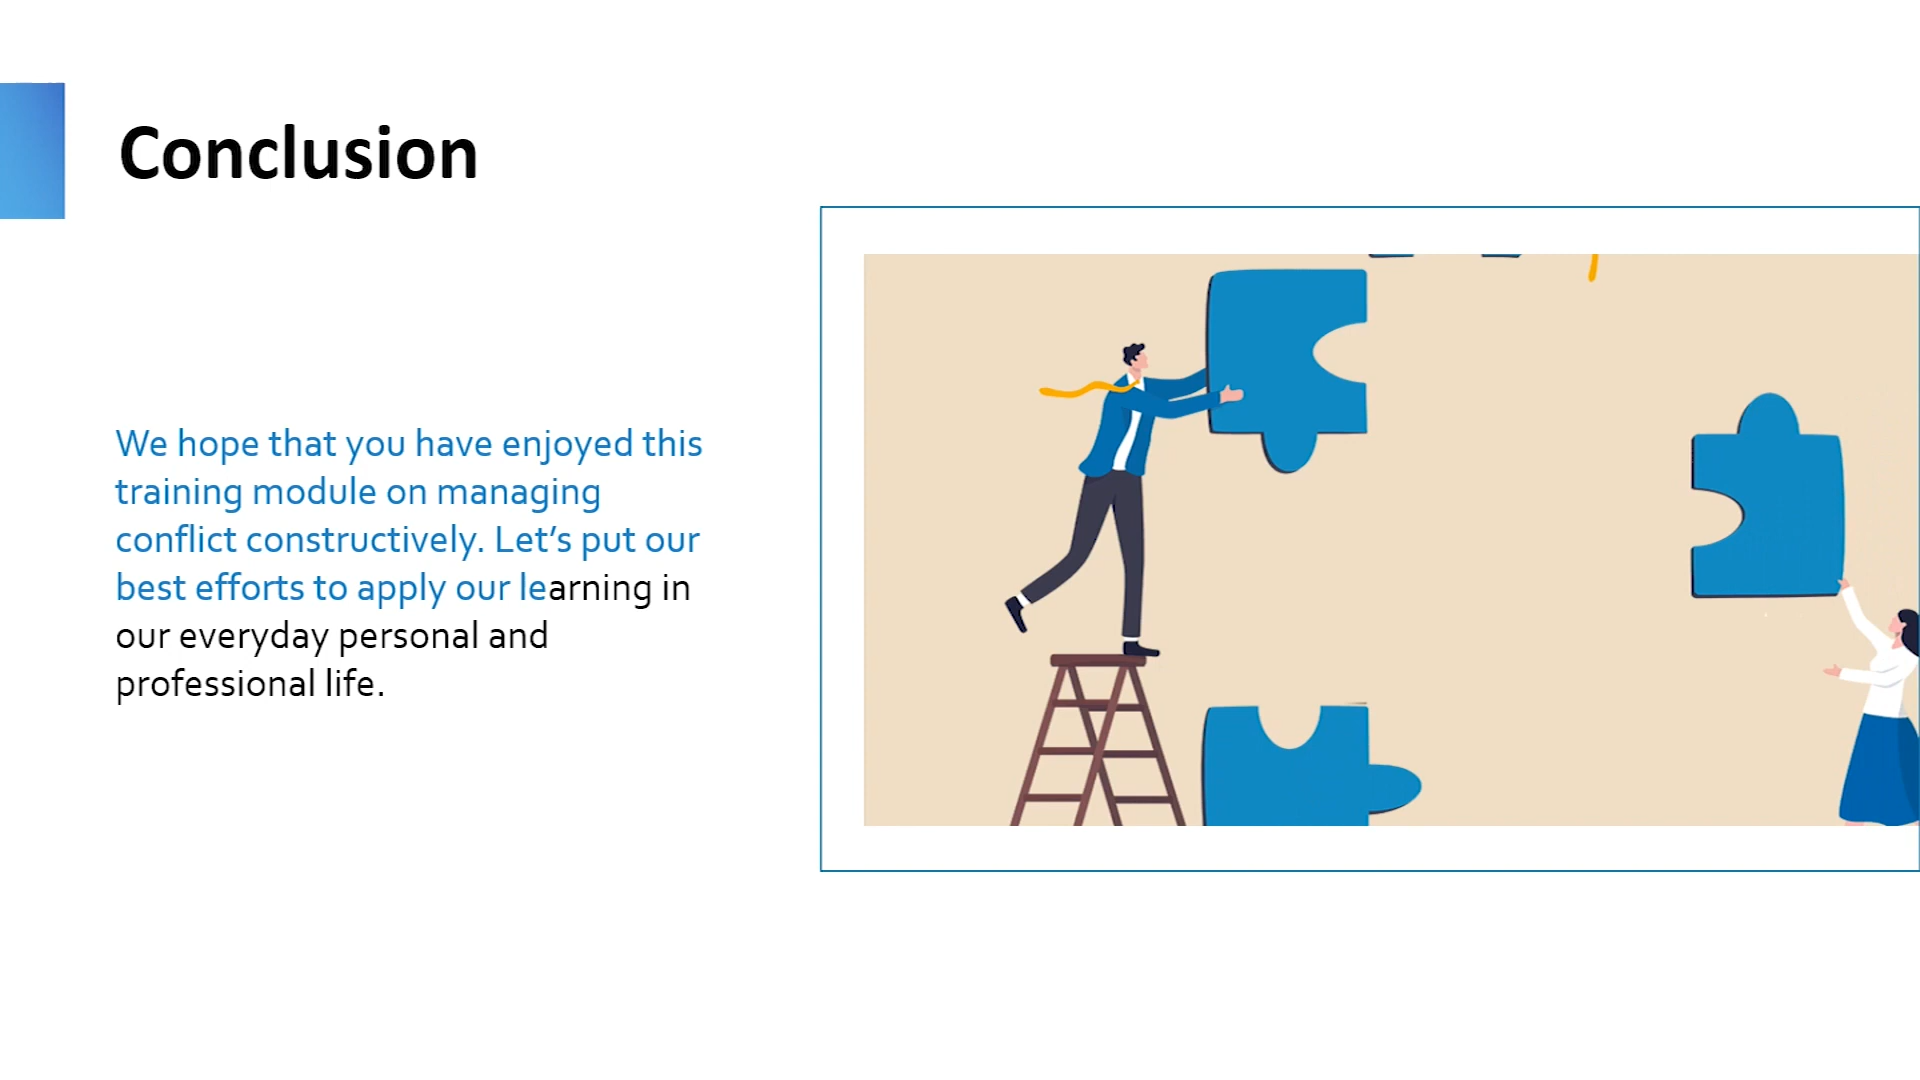 Conclusion
We hope that you have enjoyed this
training module on managing
conflict constructively. Let’s put our
best efforts to apply our learning in
our everyday personal and
professional life.